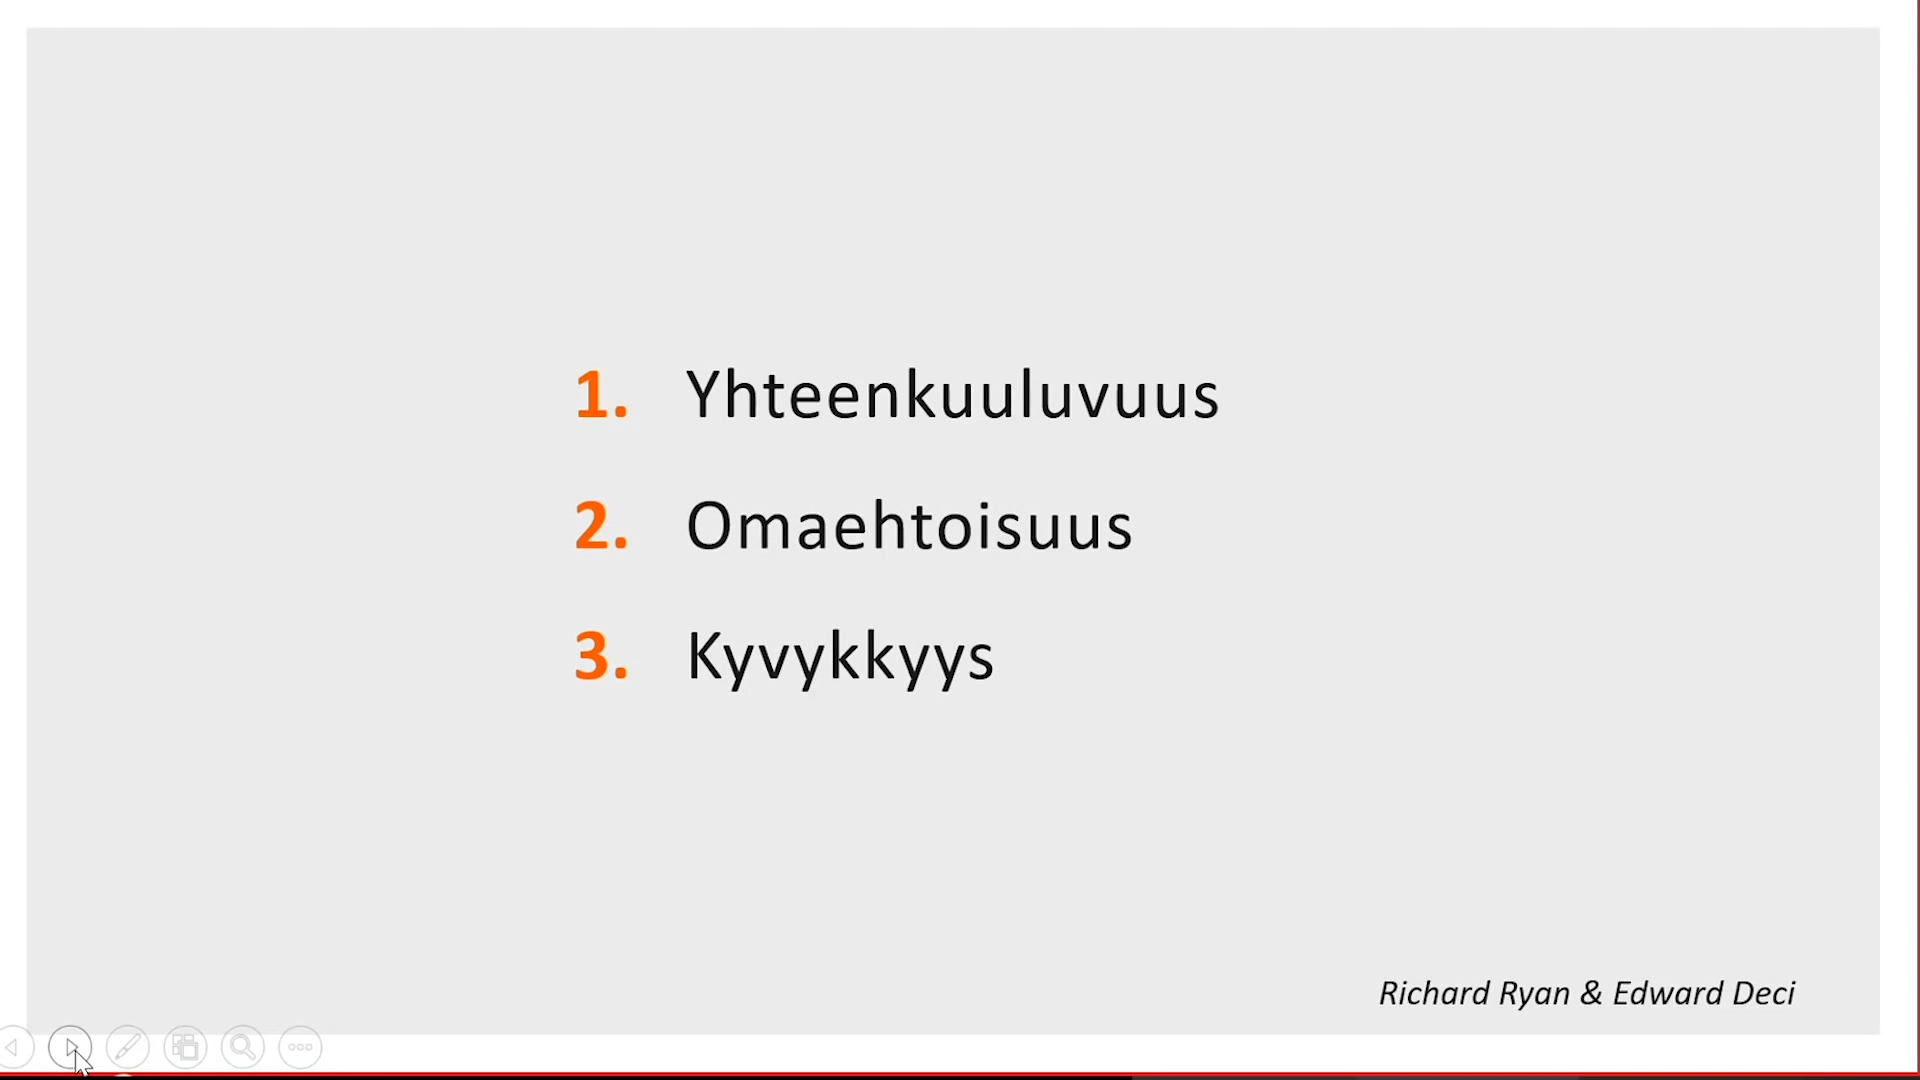 1. Yhteenkuuluvuus
2. Omaehtoisuus
3. Kyvykkyys
Richard Ryan & Edward Deci